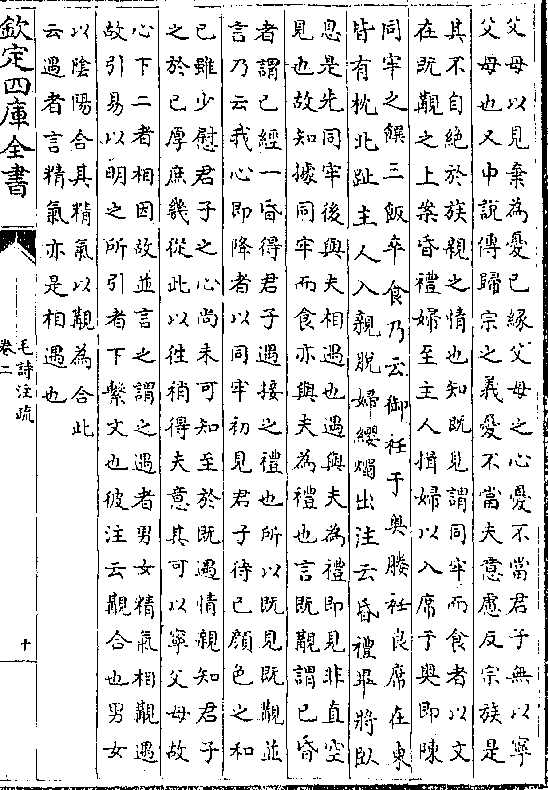 父母以見棄為憂己緣父母之心憂不當君子無以寧
父母也又中說傳歸宗之義憂不當夫意慮反宗族是
其不自絶於族親之情也知既見謂同牢而食者以文
在既覯之上案昏禮婦至主人揖婦以入席于奥即陳
同牢之饌三飯卒食乃云御衽于奥媵衽良席在東
皆有枕北趾主人入親脱婦纓燭出注云昏禮畢將臥
息是先同牢後與夫相遇也遇與夫為禮即見非直空
見也故知據同牢而食亦與夫為禮也言既覯謂已昏
者謂已經一昏得君子遇接之禮也所以既見既覯並
言乃云我心即降者以同牢初見君子待己顔色之和
己雖少慰君子之心尚未可知至於既遇情親知君子
之於已厚庶幾從此以往稍得夫意其可以寧父母故
心下二者相因故並言之謂之遇者男女精氣相覯遇
故引易以明之所引者下繫文也彼注云覯合也男女
以陰陽合其精氣以覯為合此
云遇者言精氣亦是相遇也
欽定四庫全書
毛詩注疏
卷二
十